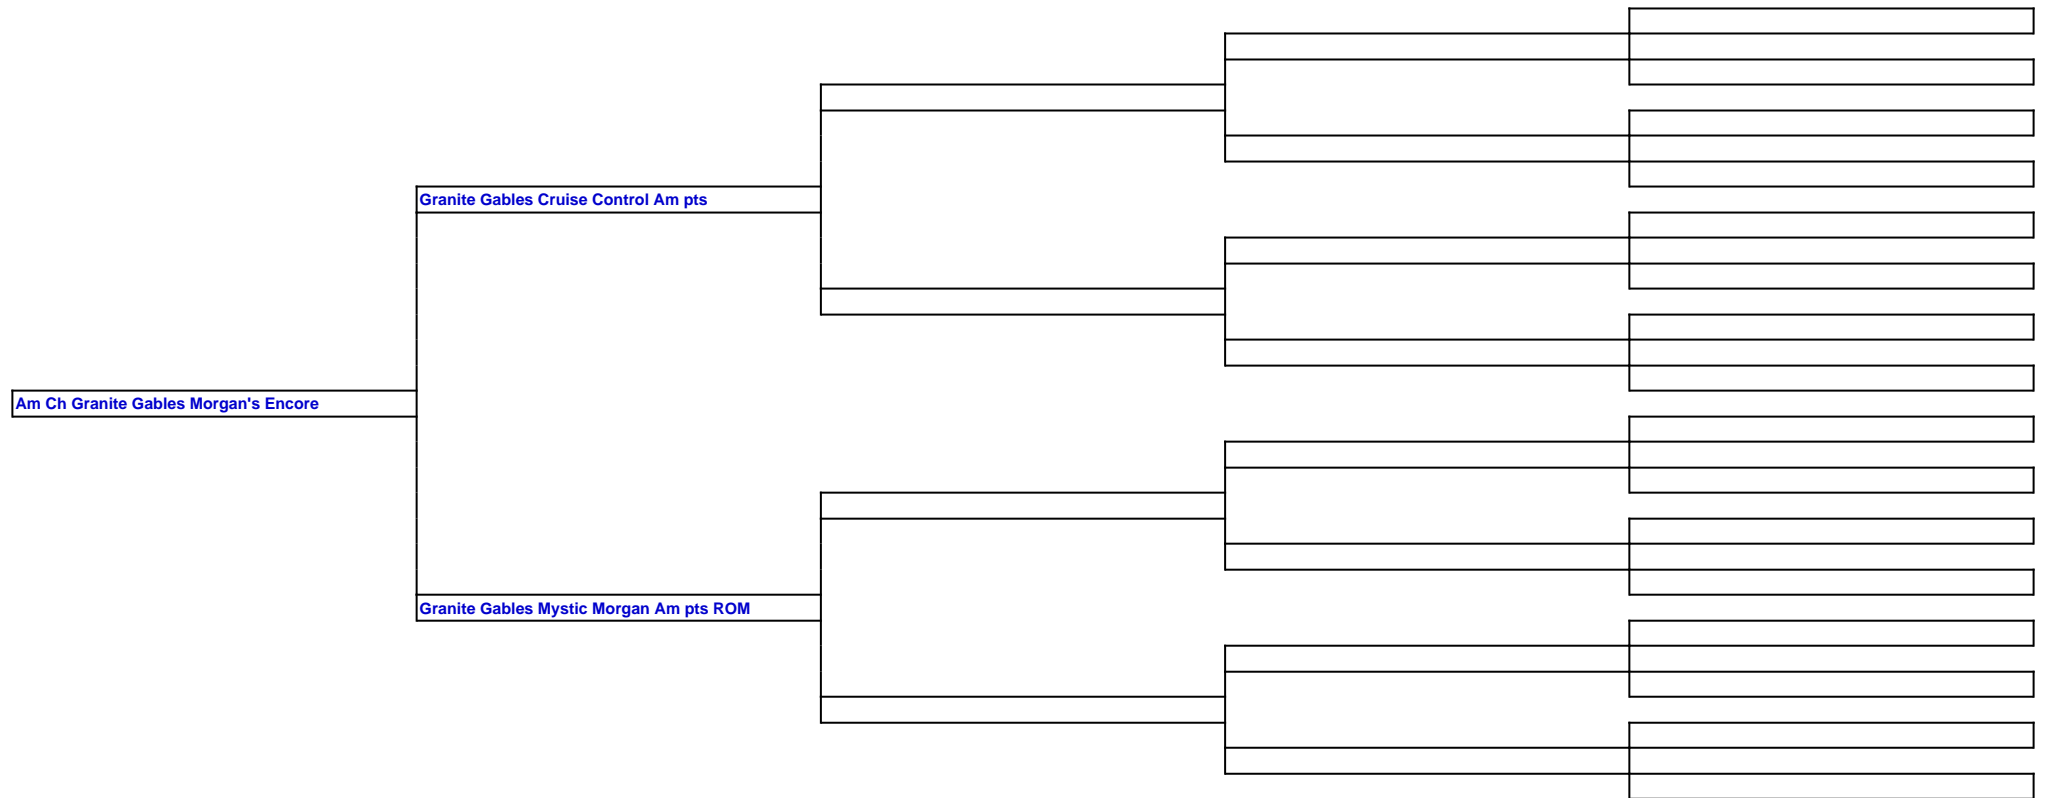 Granite Gables Cruise Control Am pts
Am Ch Granite Gables Morgan's Encore
Granite Gables Mystic Morgan Am pts ROM